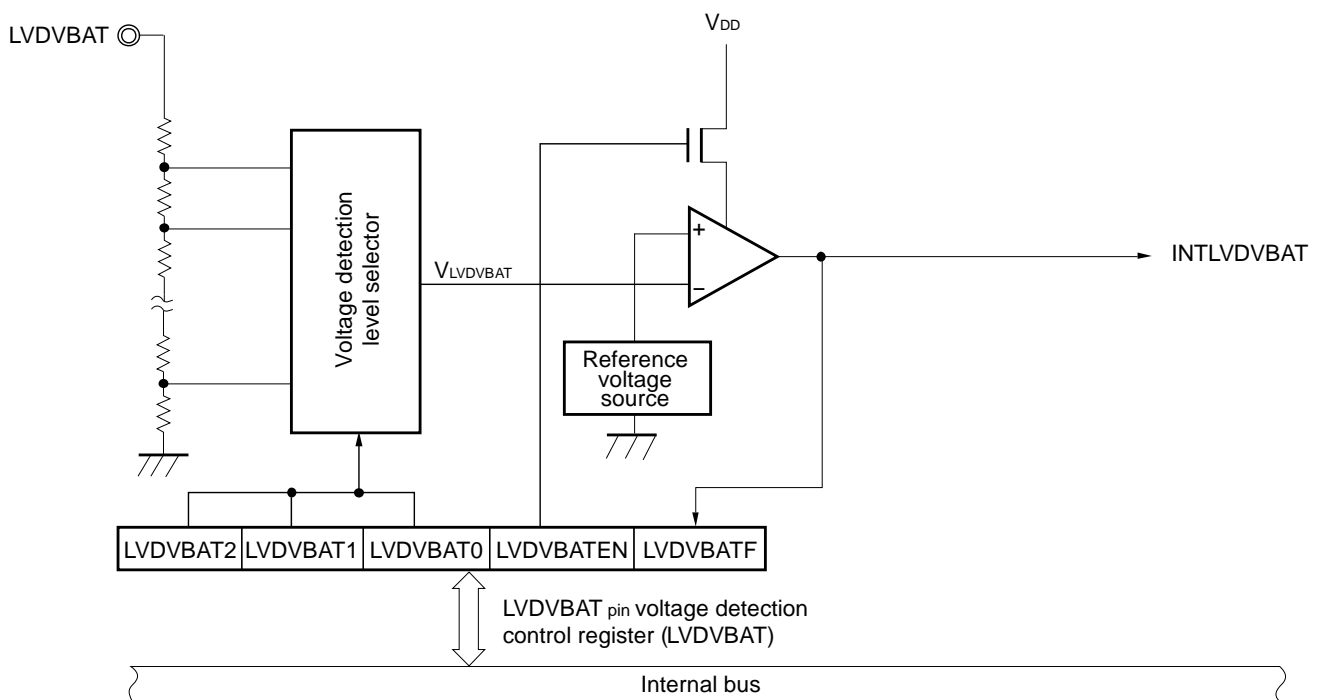 LVDVBAT
VDD
Voltage detection
level selector
VLVDVBAT
+
−
INTLVDVBAT
Reference
voltage
source
LVDVBAT2
LVDVBAT1
LVDVBAT0
LVDVBATEN
LVDVBATF
LVDVBAT pin voltage detection
control register (LVDVBAT)
Internal bus